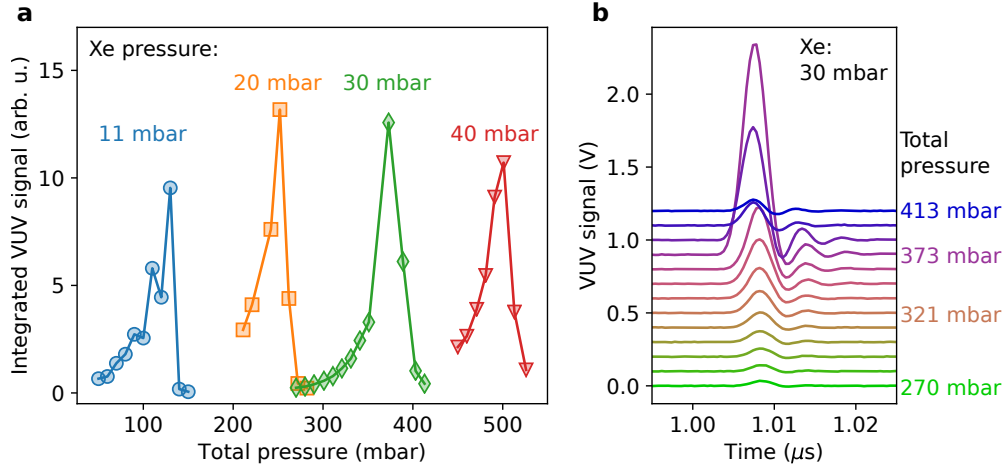 a
Xe pressure:
11 mbar
20 mbar
30 mbar
40 mbar
15
10
5
0
Integrated VUV signal (arb. u.)
100
200
300
400
500
Total pressure (mbar)
b
Xe:
30 mbar
2.0
1.5
1.0
0.5
0.0
VUV signal (V)
1.00
1.01
1.02
Time (μs)
Total
pressure
413 mbar
373 mbar
321 mbar
270 mbar